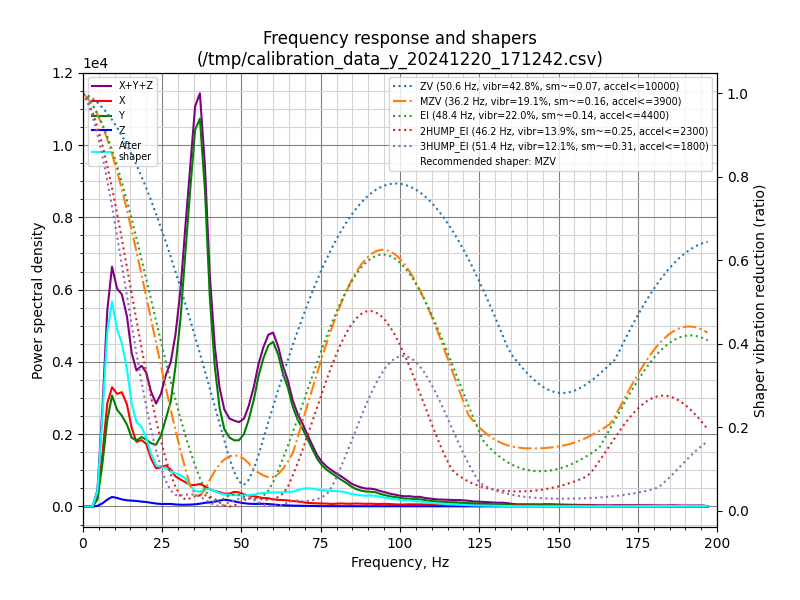 Frequency response and shapers
(/tmp/calibration_data_y_20241220_171242.csv)
1e4
X+Y+Z
X
Y
Z
After
shaper
ZV (50.6 Hz, vibr=42.8%, sm~=0.07, accel<=10000)
MZV (36.2 Hz, vibr=19.1%, sm~=0.16, accel<=3900)
EI (48.4 Hz, vibr=22.0%, sm~=0.14, accel<=4400)
2HUMP_EI (46.2 Hz, vibr=13.9%, sm~=0.25, accel<=2300)
3HUMP_EI (51.4 Hz, vibr=12.1%, sm~=0.31, accel<=1800)
Recommended shaper: MZV
Power spectral density
1.2
1.0
0.8
0.6
0.4
0.2
0.0
0 25 50 75 100 125 150 175 200
Frequency, Hz
1.0
0.8
0.6
0.4
0.2
0.0
Shaper vibration reduction (ratio)